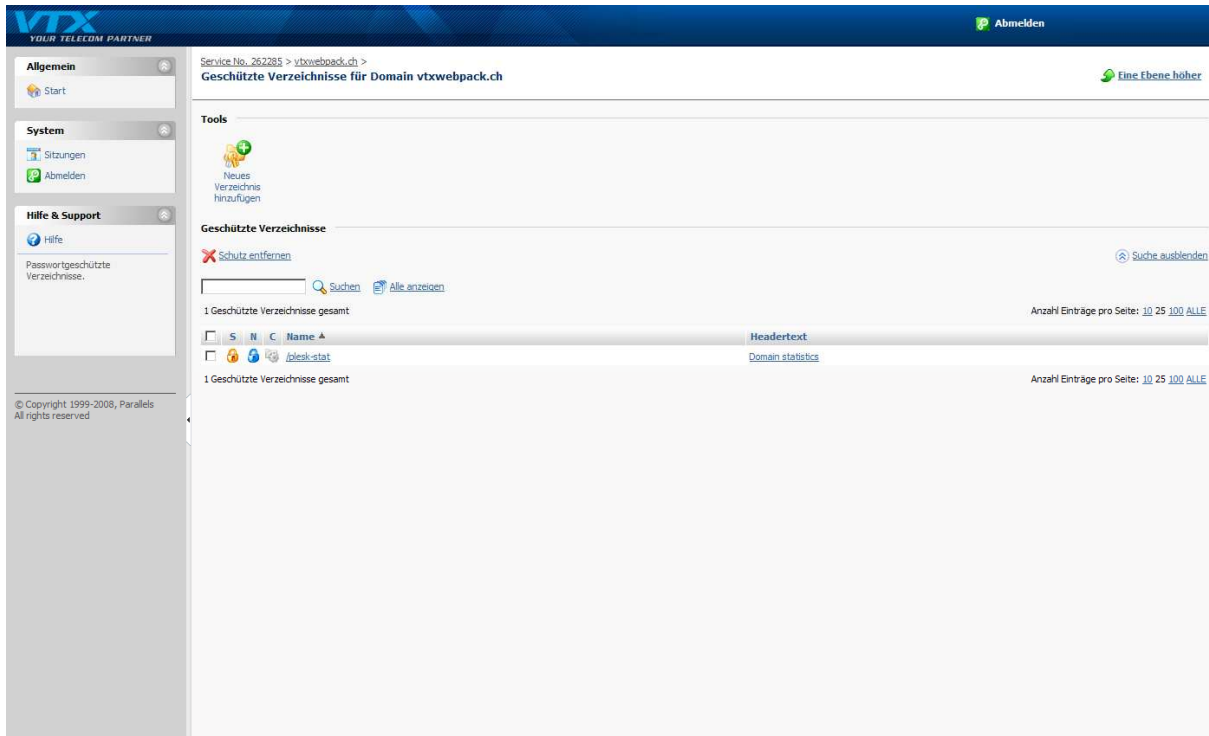 VTX
YOUR TELECOM PARTNER
Abmelden
Allgemein
Start
System
Sitzungen
Abmelden
Hilfe & Support
Hilfe
Passwortgeschützte
Verzeichnisse.
© Copyright 1999-2008, Parallels
All rights reserved
Service No. 262285 > vtxwebpack.ch >
Geschützte Verzeichnisse für Domain vtxwebpack.ch
Eine Ebene höher
Tools
Neues
Verzeichnis
hinzufügen
Geschützte Verzeichnisse
Schutz entfernen
Suche ausblenden
Suchen Alle anzeigen
1 Geschützte Verzeichnisse gesamt
Anzahl Einträge pro Seite: 10 25 100 ALLE
S N C Name Headertext
/plesk-stat Domain statistics
1 Geschützte Verzeichnisse gesamt
Anzahl Einträge pro Seite: 10 25 100 ALLE